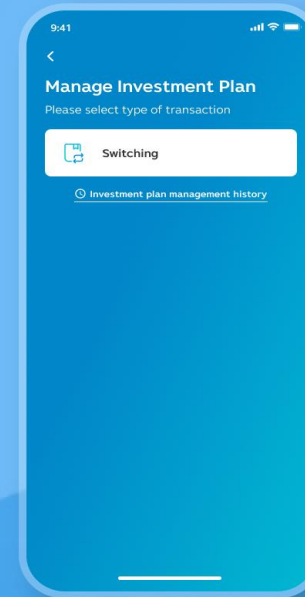 9:41
Manage Investment Plan
Please select type of transaction
Switching
Investment plan management history